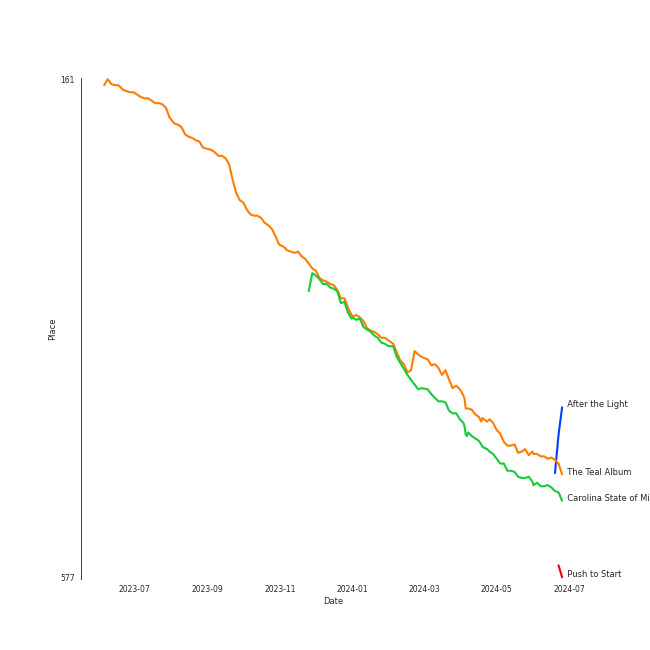 161
Place
After the Light
The Teal Album
Carolina State of Mi
Push to Start
577
2023-07 2023-09 2023-11 2024-01 2024-03 2024-05 2024-07
Date